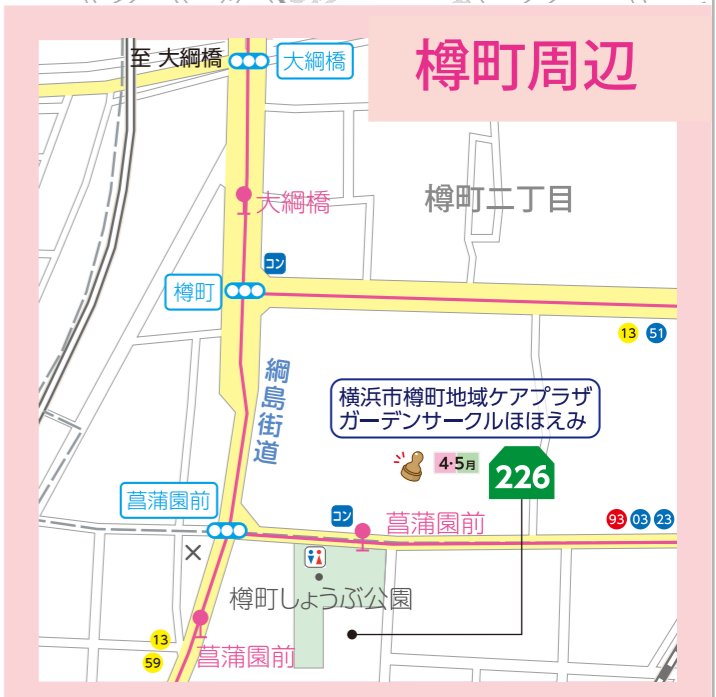 樽町周辺
至 大綱橋
大綱橋
大綱橋
樽町二丁目
コン
樽町
13 51
綱島街道
横浜市樽町地域ケアプラザ
ガーデンサークルほほえみ
4・5月
226
菖蒲園前
コン
菖蒲園前
93 03 23
樽町しょうぶ公園
13
59
菖蒲園前